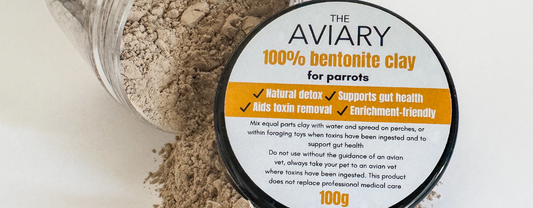 THE
AVIARY
100% bentonite clay
for parrots
✓ Natural detox ✓ Supports gut health
✓ Aids toxin removal ✓ Enrichment-friendly
Mix equal parts clay with water and spread on perches, or
within foraging toys when toxins have been ingested and to
support gut health
Do not use without the guidance of an avian
vet, always take your pet to an avian vet
where toxins have been ingested. This product
does not replace professional medical care
100g